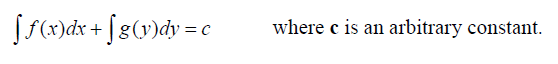 ∫ f(x)dx + ∫ g(y)dy = c where c is an arbitrary constant.